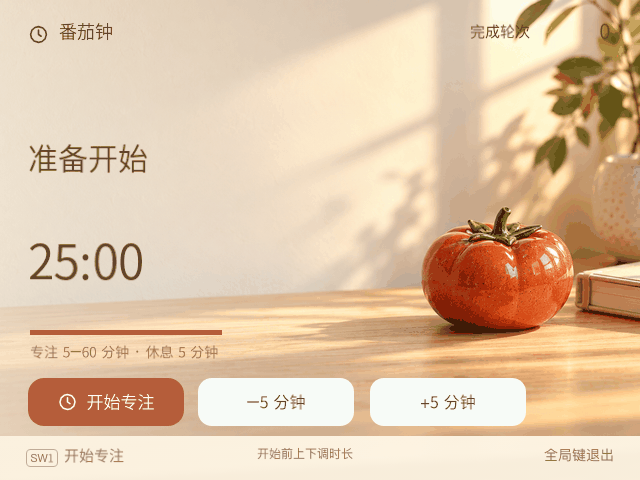 番茄钟
完成轮次 0
准备开始
25:00
专注 5—60 分钟 · 休息 5 分钟
开始专注
—5 分钟
+5 分钟
SW1 开始专注
开始前上下调时长
全局键退出